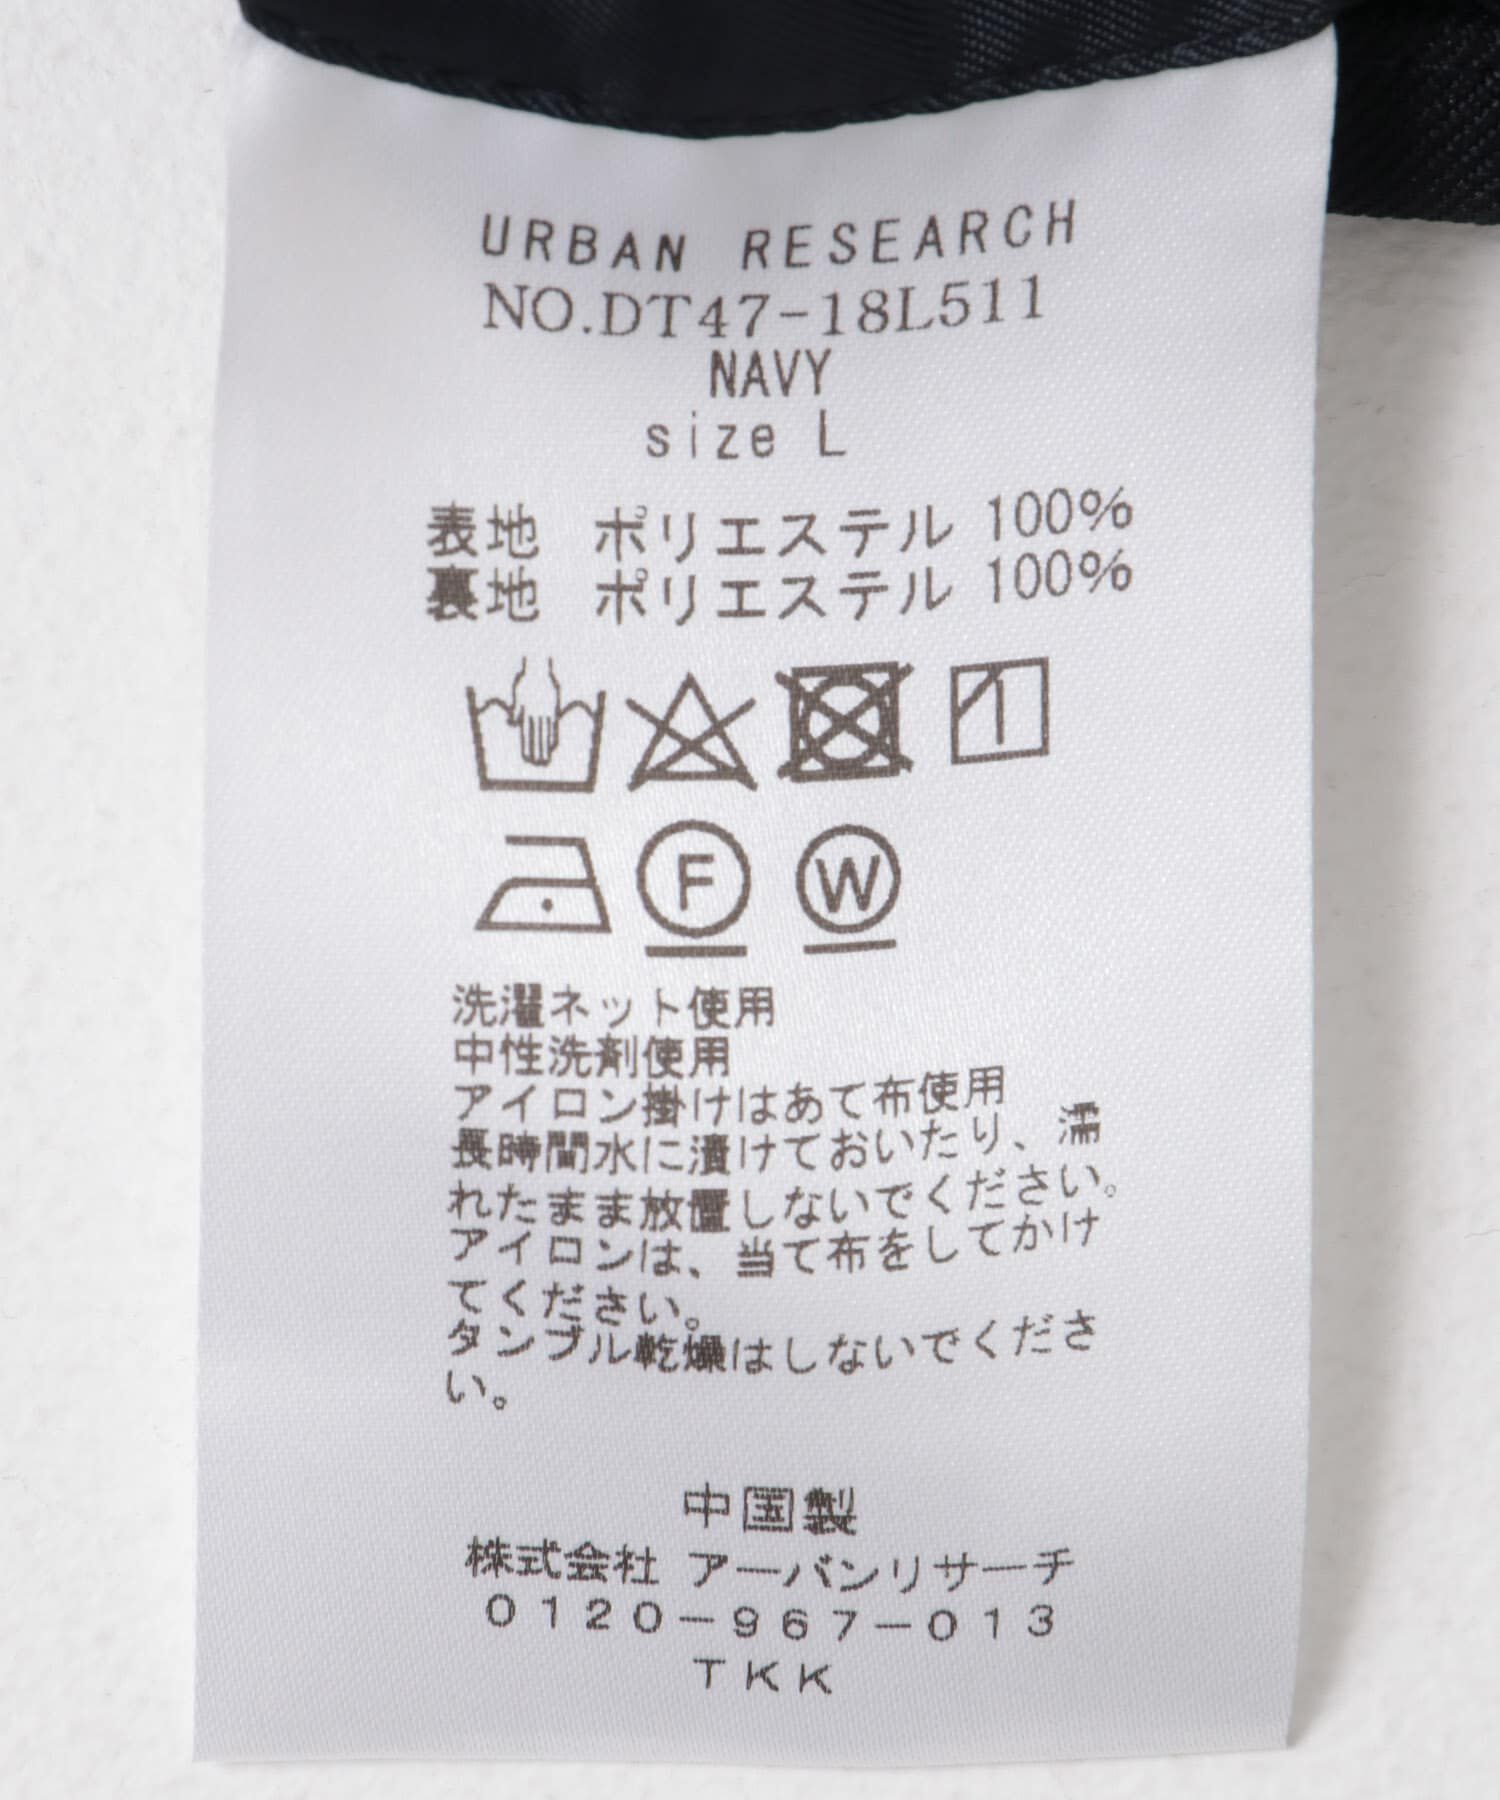 URBAN RESEARCH
NO.DT47-18L511
NAVY
size L
表地 ポリエステル 100%
裏地 ポリエステル 100%
1
F W
洗濯ネット使用
中性洗剤使用
アイロン掛けはあて布使用
長時間水に漬けておいたり、濡
れたまま放置しないでください。
アイロンは、当て布をしてかけ
てください。
タンブル乾燥はしないでくださ
い。
中国製
株式会社 アーバンリサーチ
0120-967-013
TKK